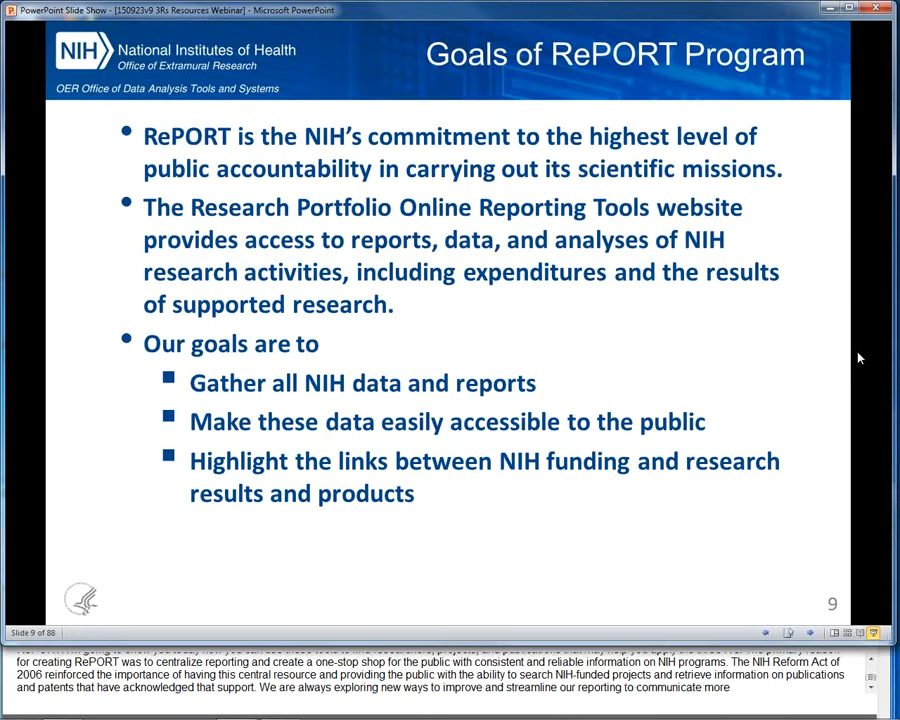 PowerPoint Slide Show - [150923v9 3Rs Resources Webinar] - Microsoft PowerPoint
NIH
National Institutes of Health
Office of Extramural Research
OER Office of Data Analysis Tools and Systems
Goals of RePORT Program
• RePORT is the NIH's commitment to the highest level of
public accountability in carrying out its scientific missions.
• The Research Portfolio Online Reporting Tools website
provides access to reports, data, and analyses of NIH
research activities, including expenditures and the results
of supported research.
• Our goals are to
▪ Gather all NIH data and reports
▪ Make these data easily accessible to the public
▪ Highlight the links between NIH funding and research
results and products
9
Slide 9 of 88
for creating RePORT was to centralize reporting and create a one-stop shop for the public with consistent and reliable information on NIH programs. The NIH Reform Act of
2006 reinforced the importance of having this central resource and providing the public with the ability to search NIH-funded projects and retrieve information on publications
and patents that have acknowledged that support. We are always exploring new ways to improve and streamline our reporting to communicate more